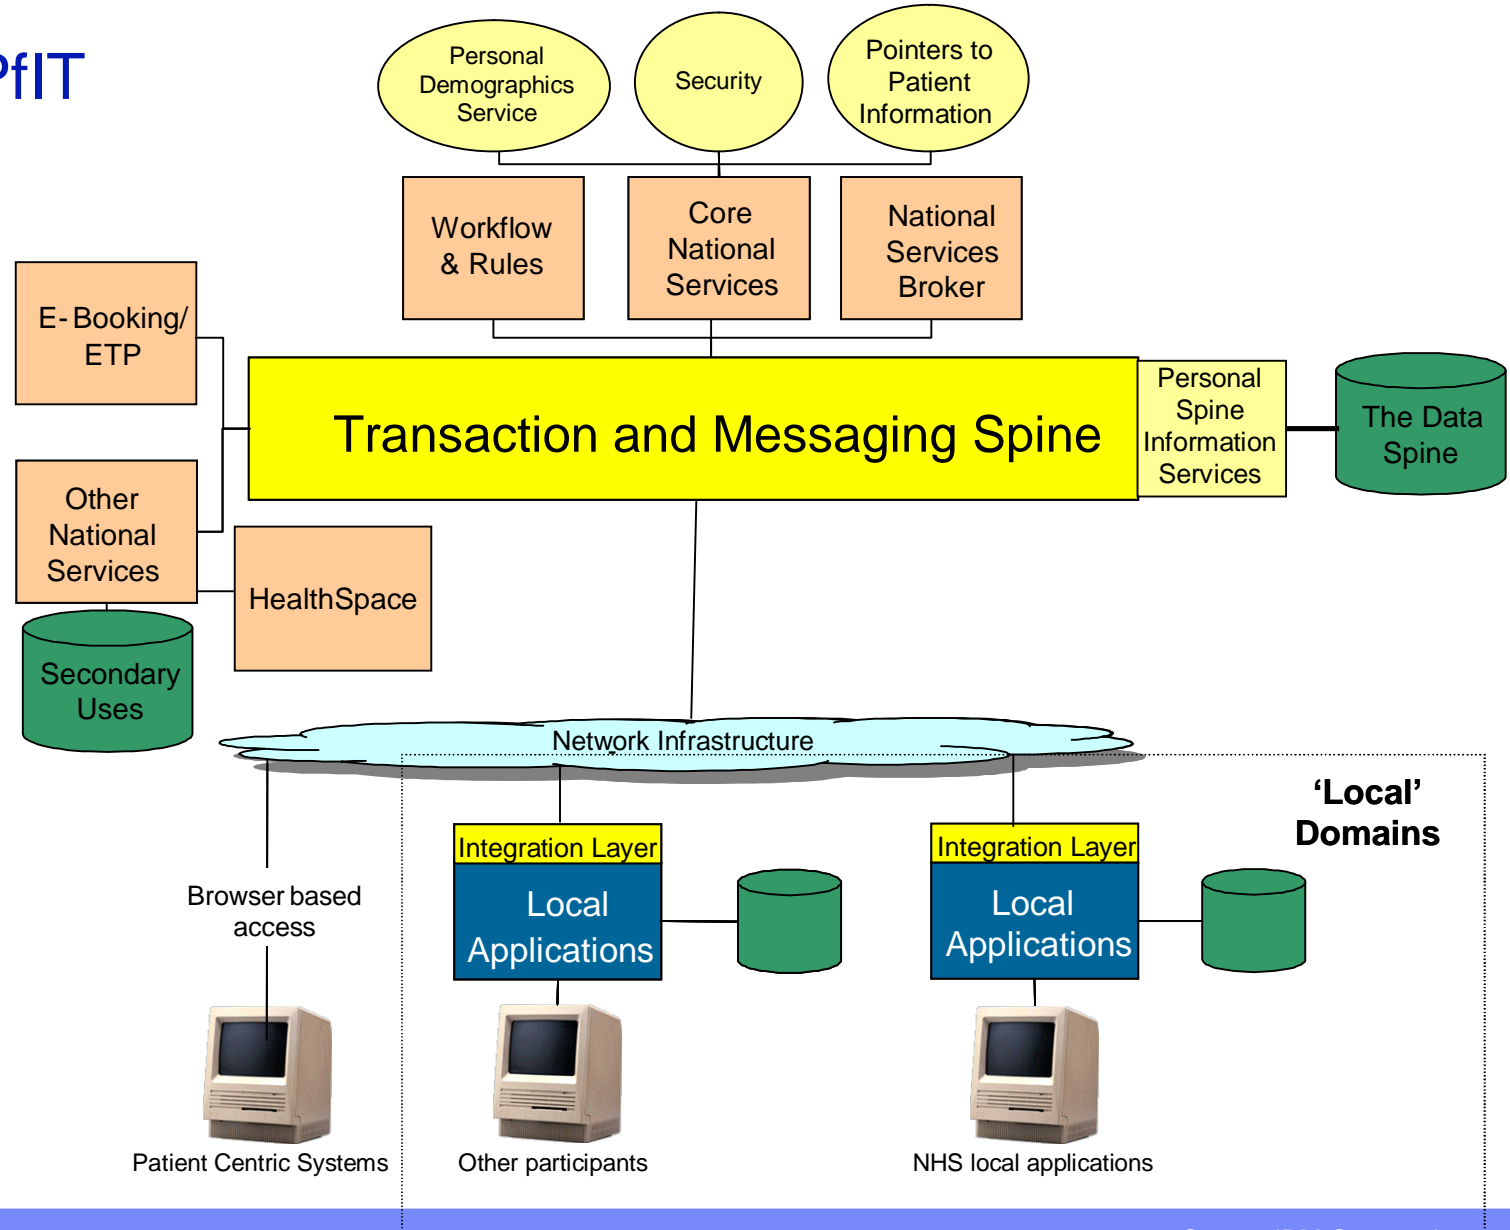 PfIT
Personal
Demographics
Service
Security
Pointers to
Patient
Information
Workflow
& Rules
Core
National
Services
National
Services
Broker
E-Booking/
ETP
Transaction and Messaging Spine
Personal
Spine
Information
Services
The Data
Spine
Other
National
Services
HealthSpace
Secondary
Uses
Network Infrastructure
‘Local’
Domains
Integration Layer
Local
Applications
Integration Layer
Local
Applications
Browser based
access
Patient Centric Systems
Other participants
NHS local applications